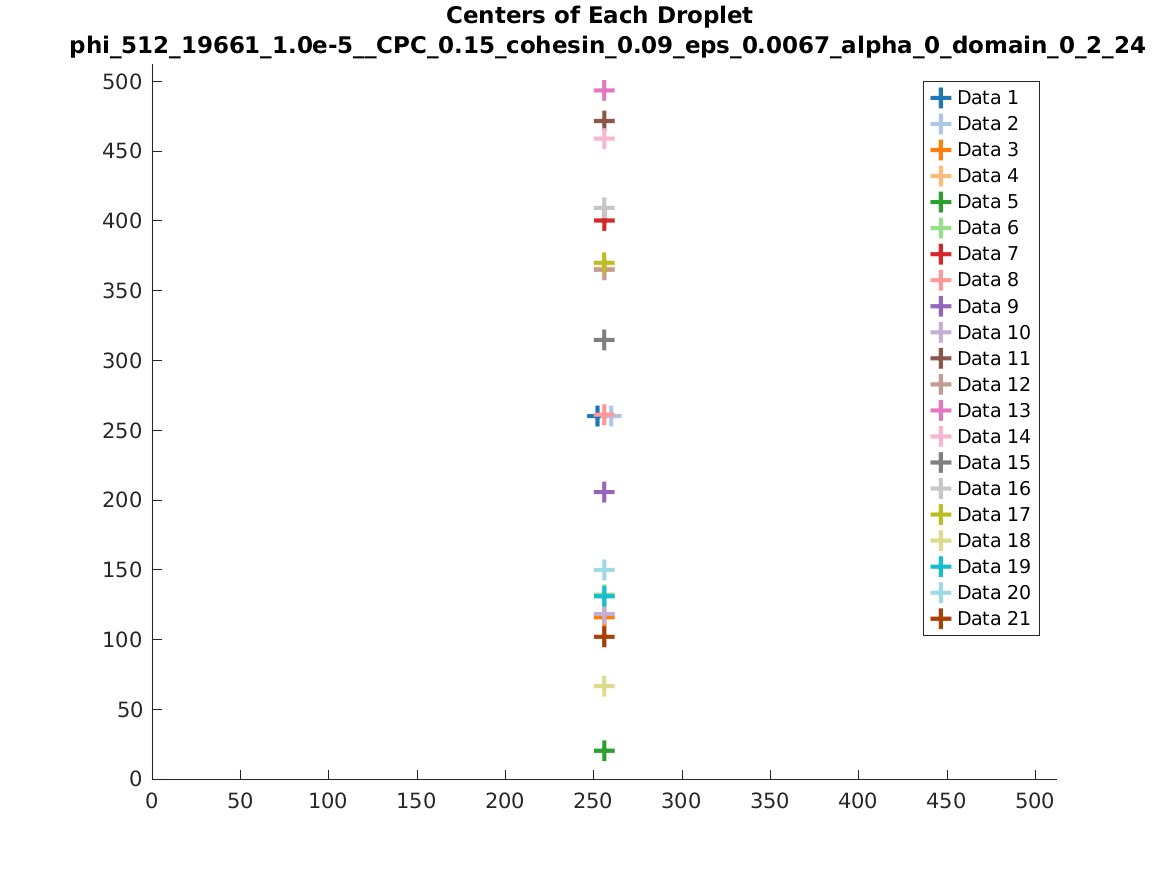 Centers of Each Droplet
phi_512_19661_1.0e-5__CPC_0.15_cohesin_0.09_eps_0.0067_alpha_0_domain_0_2_24
500
450
400
350
300
250
200
150
100
50
0
0 50 100 150 200 250 300 350 400 450 500
Data 1
Data 2
Data 3
Data 4
Data 5
Data 6
Data 7
Data 8
Data 9
Data 10
Data 11
Data 12
Data 13
Data 14
Data 15
Data 16
Data 17
Data 18
Data 19
Data 20
Data 21